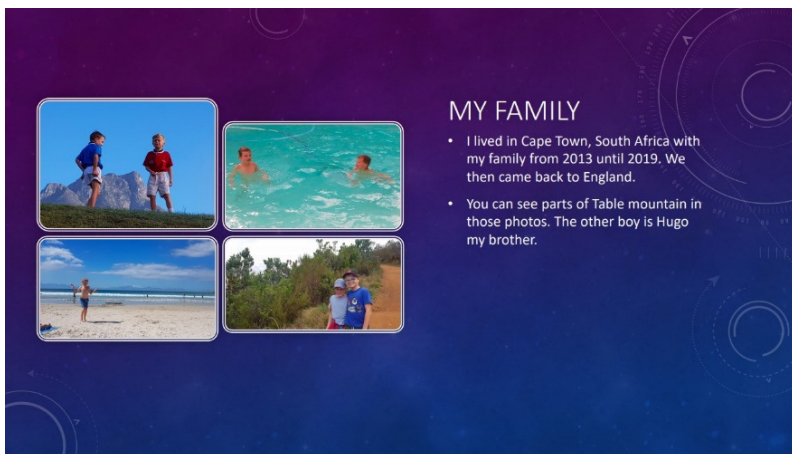 MY FAMILY
• I lived in Cape Town, South Africa with
my family from 2013 until 2019. We
then came back to England.
• You can see parts of Table mountain in
those photos. The other boy is Hugo
my brother.